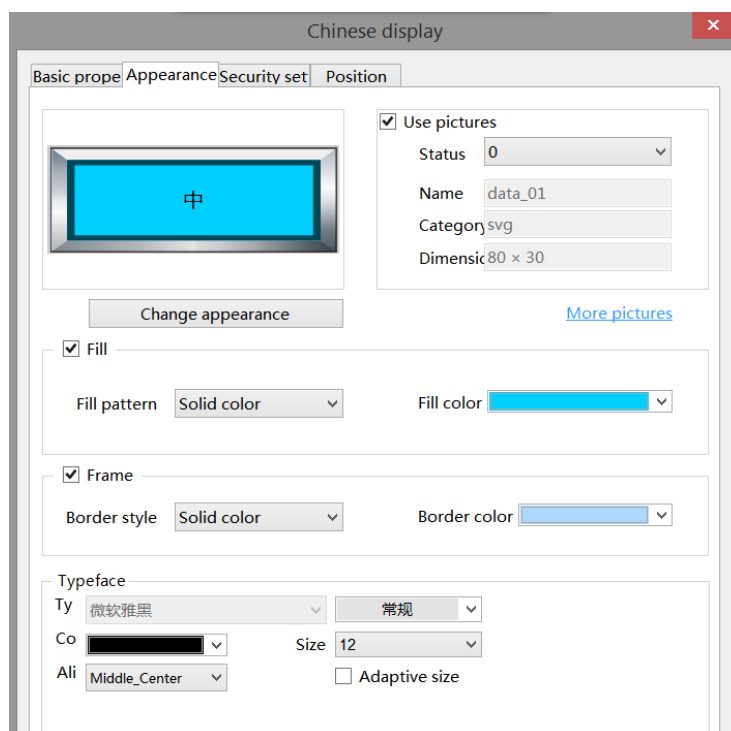 Chinese display
Basic prope Appearance Security set Position
中
Use pictures
Status 0
Name data_01
Category svg
Dimensic 80 × 30
Change appearance
More pictures
Fill
Fill pattern Solid color
Fill color
Frame
Border style Solid color
Border color
Typeface
Ty 微软雅黑 常规
Co
Size 12
Ali Middle_Center
Adaptive size